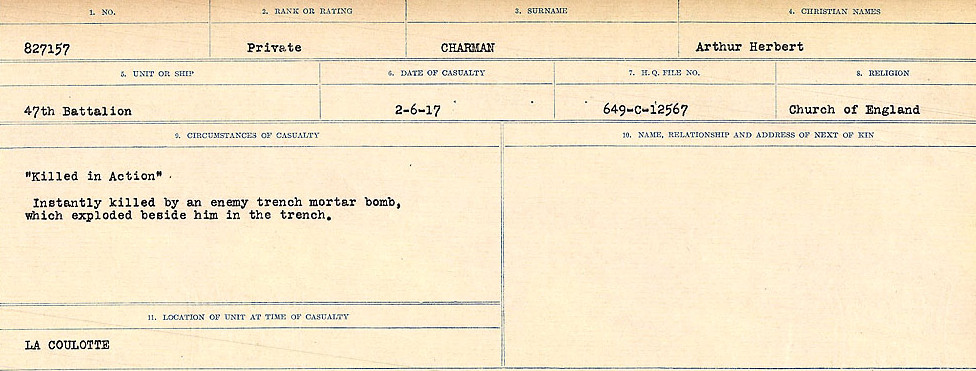 1. NO. 2. RANK OR RATING 3. SURNAME 4. CHRISTIAN NAMES
827157 Private CHARMAN Arthur Herbert
5. UNIT OR SHIP 6. DATE OF CASUALTY 7. H. Q. FILE NO. 8. RELIGION
47th Battalion 2-6-17 649-C-12567 Church of England
9. CIRCUMSTANCES OF CASUALTY 10. NAME, RELATIONSHIP AND ADDRESS OF NEXT OF KIN
"Killed in Action"
Instantly killed by an enemy trench mortar bomb,
which exploded beside him in the trench.
11. LOCATION OF UNIT AT TIME OF CASUALTY
LA COULOTTE